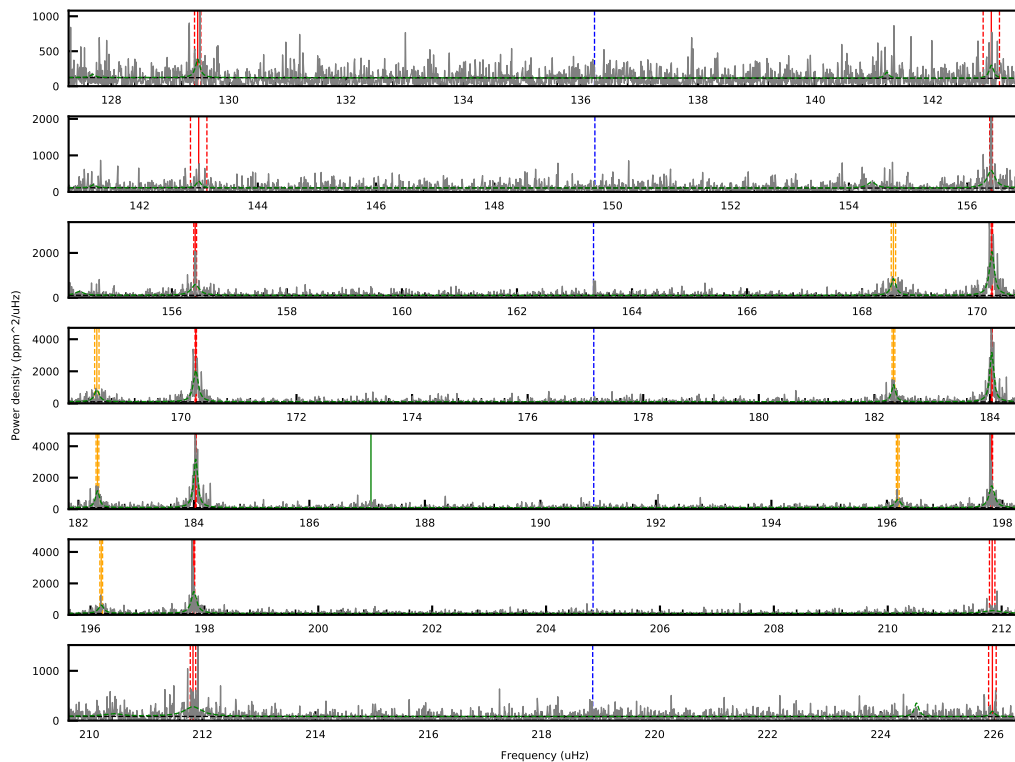 1000
500
0
128 130 132 134 136 138 140 142
2000
1000
0
142 144 146 148 150 152 154 156
2000
0
156 158 160 162 164 166 168 170
4000
2000
0
170 172 174 176 178 180 182 184
4000
2000
0
182 184 186 188 190 192 194 196 198
4000
2000
0
196 198 200 202 204 206 208 210 212
1000
0
210 212 214 216 218 220 222 224 226
Power density (ppm^2/uHz)
Frequency (uHz)